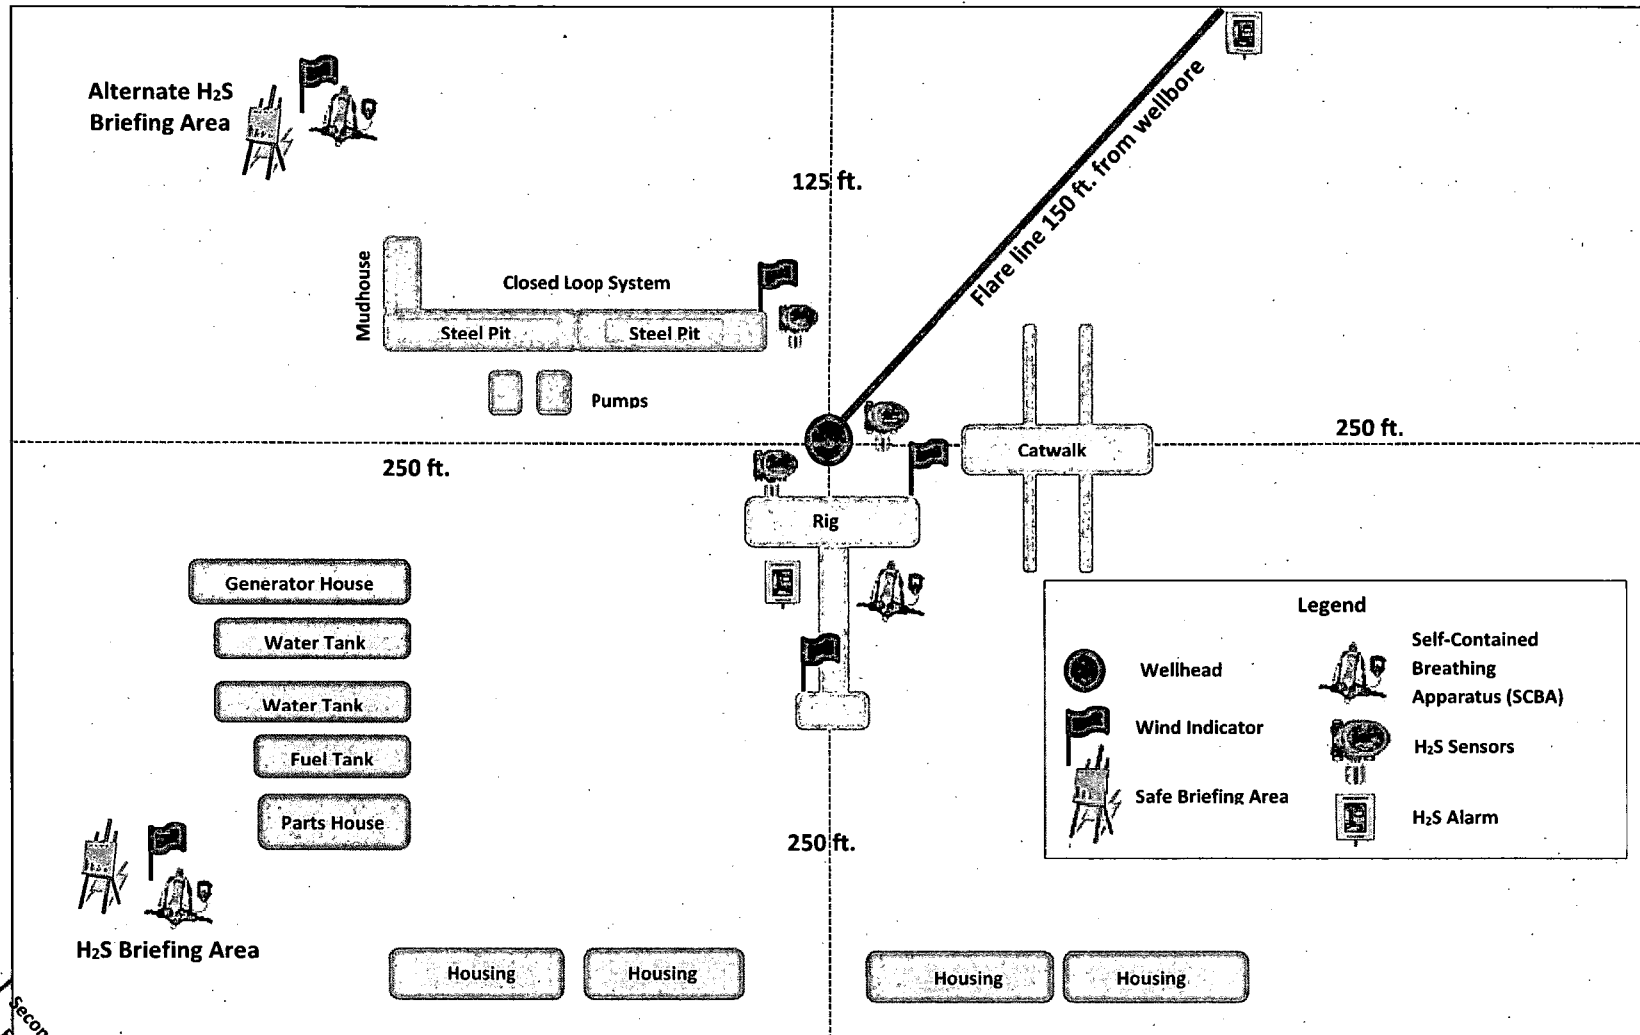 Alternate H2S
Briefing Area
125 ft.
Flare line 150 ft. from wellbore
Mudhouse
Closed Loop System
Steel Pit
Steel Pit
Pumps
250 ft.
250 ft.
Catwalk
Rig
Generator House
Water Tank
Water Tank
Fuel Tank
Parts House
250 ft.
H2S Briefing Area
Housing
Housing
Housing
Housing
Legend
Wellhead
Wind Indicator
Safe Briefing Area
Self-Contained
Breathing
Apparatus (SCBA)
H2S Sensors
H2S Alarm